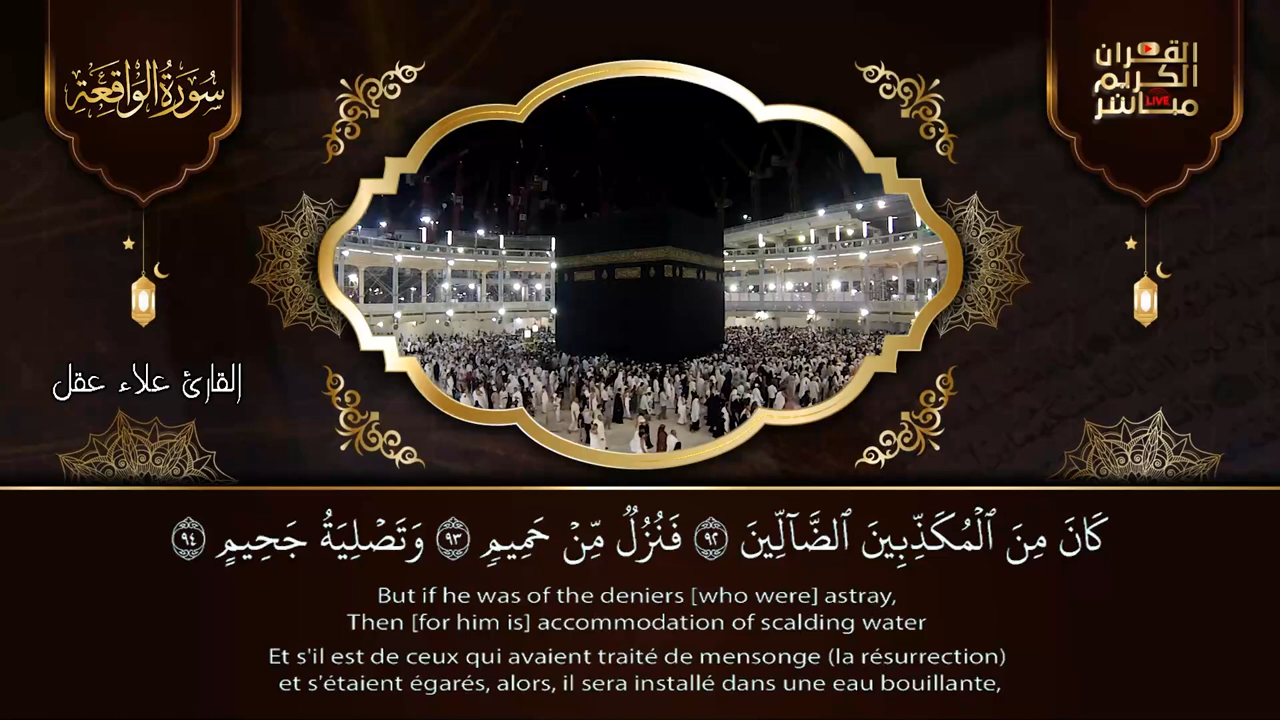 سُورَةُ الْوَاقِعَة
القرآن
الكريم
مباشر
LIVE
القارئ علاء عقل
كَانَ مِنَ ٱلۡمُكَذِّبِينَ ٱلضَّآلِّينَ ٩٢ فَنُزُلٌ مِّنۡ حَمِيمٍ ٩٣ وَتَصۡلِيَةُ جَحِيمٍ ٩٤
But if he was of the deniers [who were] astray,
Then [for him is] accommodation of scalding water
Et s'il est de ceux qui avaient traité de mensonge (la résurrection)
et s'étaient égarés, alors, il sera installé dans une eau bouillante,